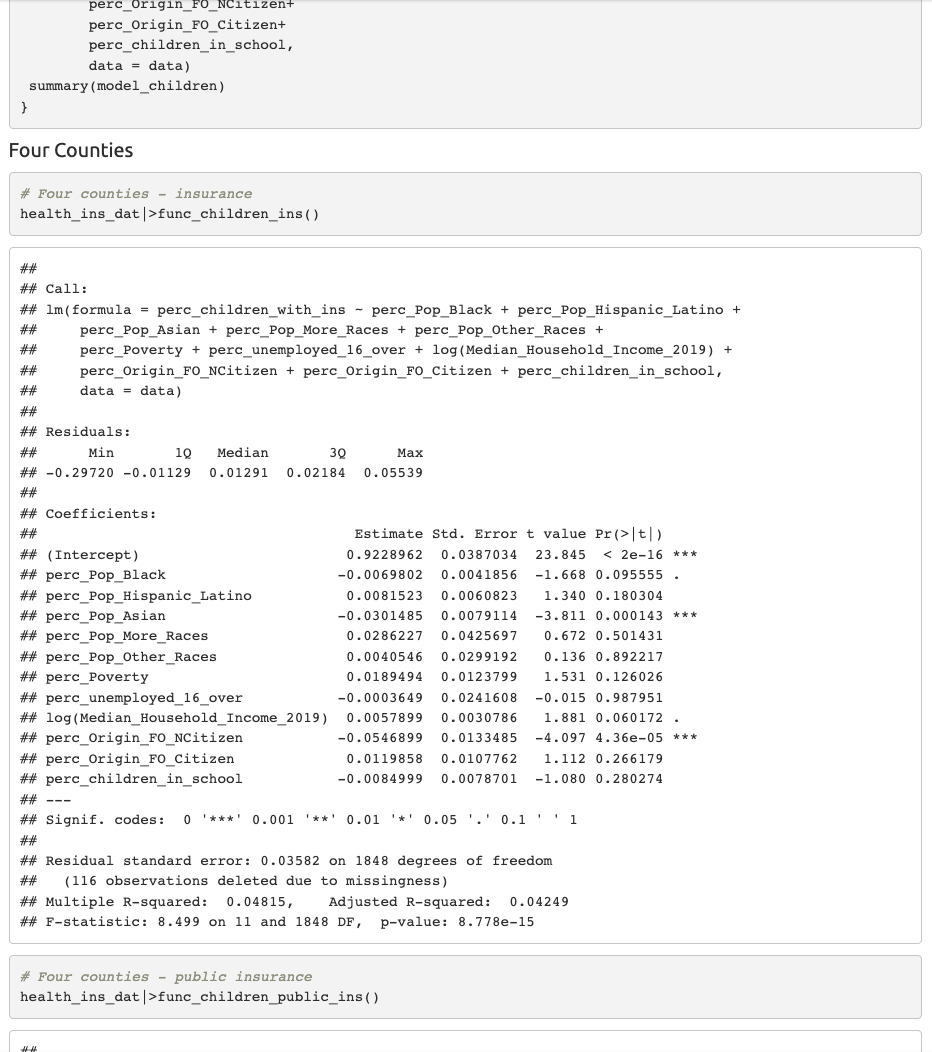 perc_Origin_FO_NCitizen+
perc_Origin_FO_Citizen+
perc_children_in_school,
data = data)
summary(model_children)
}
Four Counties
# Four counties - insurance
health_ins_dat|>func_children_ins()
##
## Call:
## lm(formula = perc_children_with_ins ~ perc_Pop_Black + perc_Pop_Hispanic_Latino +
##     perc_Pop_Asian + perc_Pop_More_Races + perc_Pop_Other_Races +
##     perc_Poverty + perc_unemployed_16_over + log(Median_Household_Income_2019) +
##     perc_Origin_FO_NCitizen + perc_Origin_FO_Citizen + perc_children_in_school,
##     data = data)
##
## Residuals:
##      Min       1Q   Median       3Q      Max
## -0.29720 -0.01129  0.01291  0.02184  0.05539
##
## Coefficients:
##                                     Estimate Std. Error t value Pr(>|t|)
## (Intercept)                        0.9228962  0.0387034  23.845  < 2e-16 ***
## perc_Pop_Black                    -0.0069802  0.0041856  -1.668 0.095555 .
## perc_Pop_Hispanic_Latino           0.0081523  0.0060823   1.340 0.180304
## perc_Pop_Asian                    -0.0301485  0.0079114  -3.811 0.000143 ***
## perc_Pop_More_Races                0.0286227  0.0425697   0.672 0.501431
## perc_Pop_Other_Races               0.0040546  0.0299192   0.136 0.892217
## perc_Poverty                       0.0189494  0.0123799   1.531 0.126026
## perc_unemployed_16_over           -0.0003649  0.0241608  -0.015 0.987951
## log(Median_Household_Income_2019)  0.0057899  0.0030786   1.881 0.060172 .
## perc_Origin_FO_NCitizen           -0.0546899  0.0133485  -4.097 4.36e-05 ***
## perc_Origin_FO_Citizen             0.0119858  0.0107762   1.112 0.266179
## perc_children_in_school           -0.0084999  0.0078701  -1.080 0.280274
## ---
## Signif. codes:  0 '***' 0.001 '**' 0.01 '*' 0.05 '.' 0.1 ' ' 1
##
## Residual standard error: 0.03582 on 1848 degrees of freedom
##   (116 observations deleted due to missingness)
## Multiple R-squared:  0.04815,    Adjusted R-squared:  0.04249
## F-statistic: 8.499 on 11 and 1848 DF,  p-value: 8.778e-15
# Four counties - public insurance
health_ins_dat|>func_children_public_ins()
##